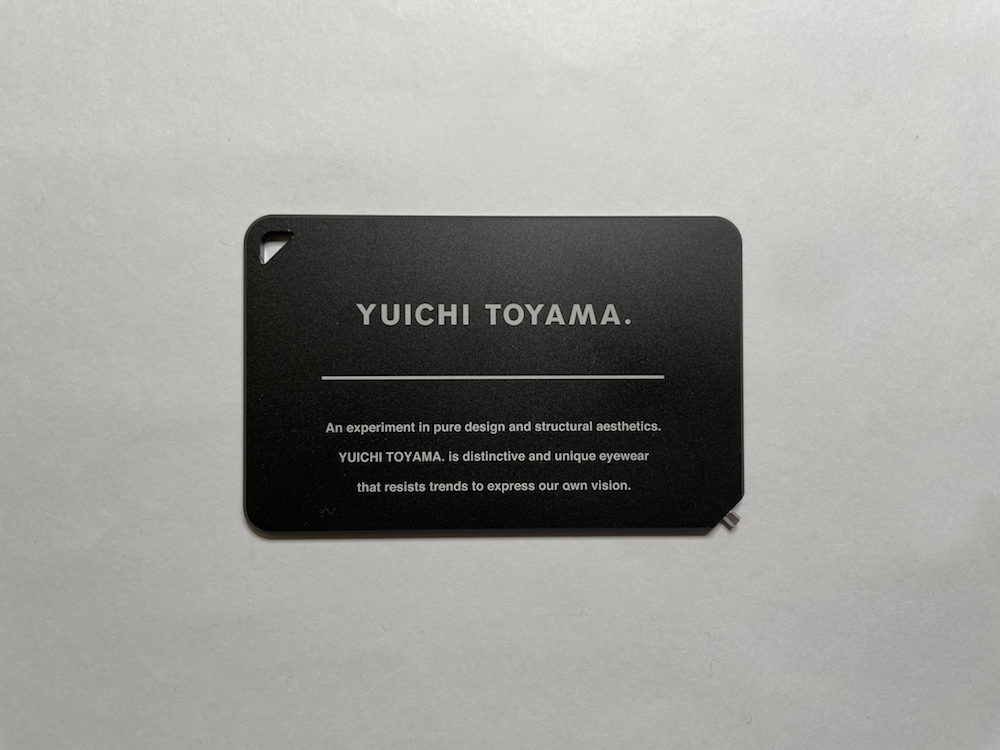 YUICHI TOYAMA.
An experiment in pure design and structural aesthetics.
YUICHI TOYAMA. is distinctive and unique eyewear
that resists trends to express our own vision.